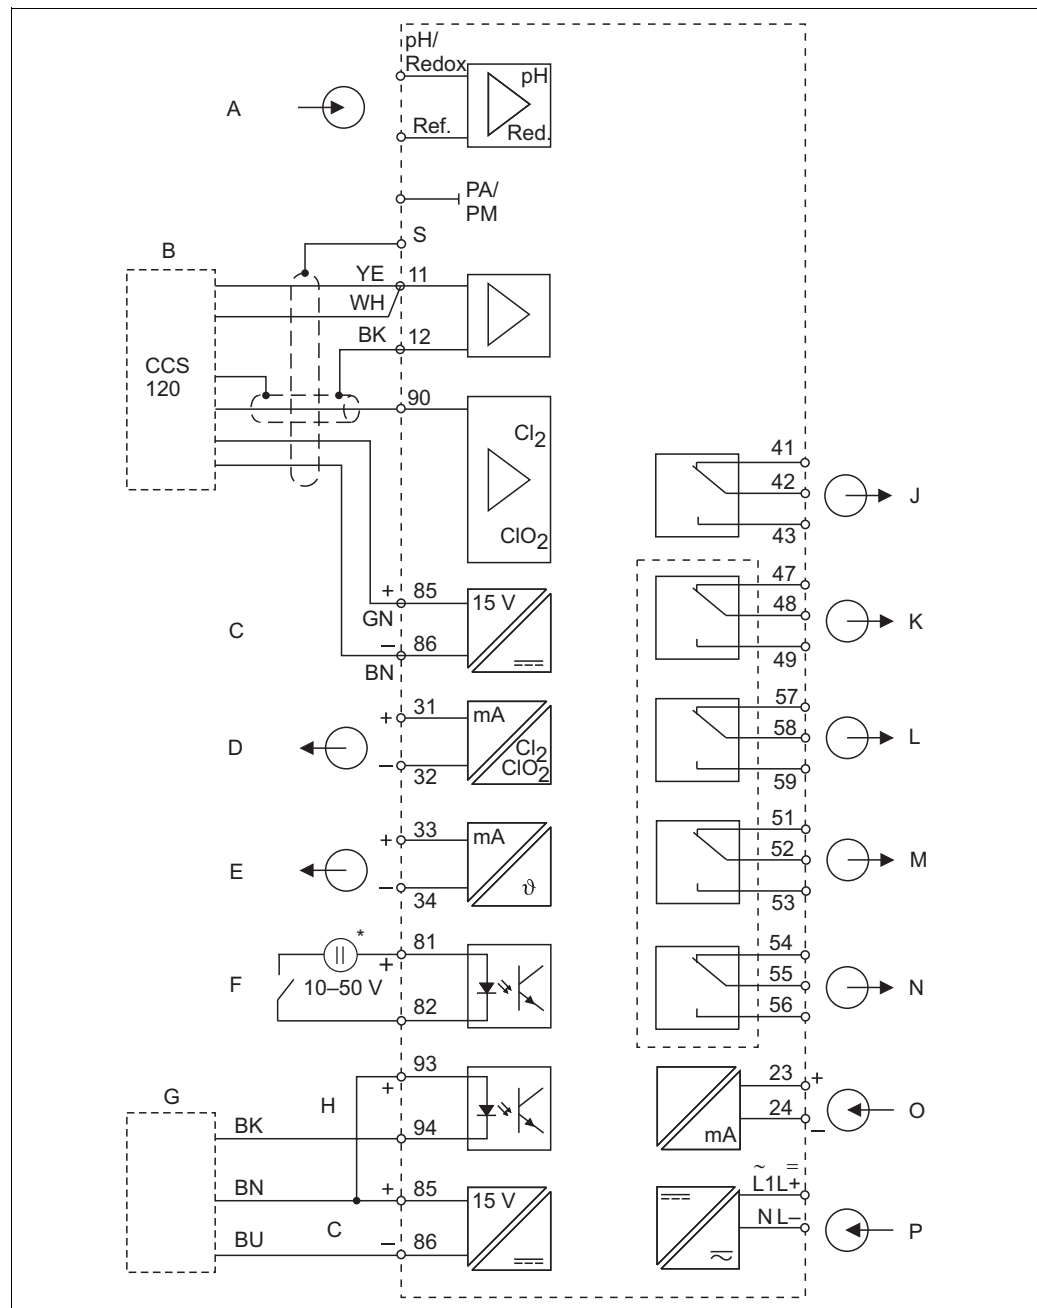 pH/
Redox
pH
A
Ref.
Red.
PA/
PM
S
B
YE 11
WH
BK 12
CCS
120
90
Cl2
ClO2
41
42
43
J
47
48
49
K
+ 85
15 V
GN
C
– 86
BN
57
58
59
L
31
+
mA
D
Cl2
ClO2
–
32
51
52
53
M
33
+
mA
E
ϑ
–
34
54
55
56
N
*
81
+
F
10–50 V
82
93
+
G
H
BK
94
23 +
24
–
mA
O
BN
+ 85
15 V
C
BU
– 86
~ =
L1L+
N L–
≂
P